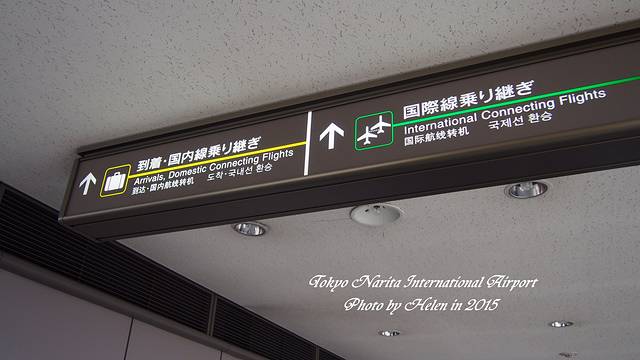 到着・国内線乗り継ぎ
Arrivals, Domestic Connecting Flights
到达・国内航线转机 도착・국내선 환승
国際線乗り継ぎ
International Connecting Flights
国际航线转机 국제선 환승
Tokyo Narita International Airport
Photo by Helen in 2015